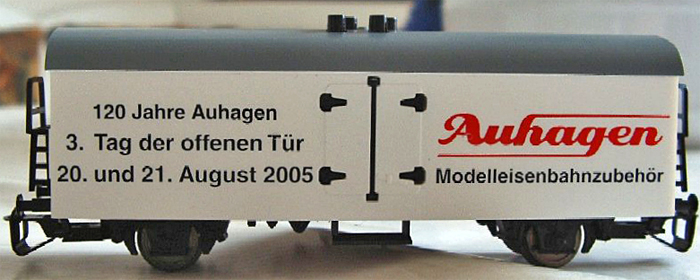 120 Jahre Auhagen
3. Tag der offenen Tür
20. und 21. August 2005
Auhagen
Modelleisenbahnzubehör